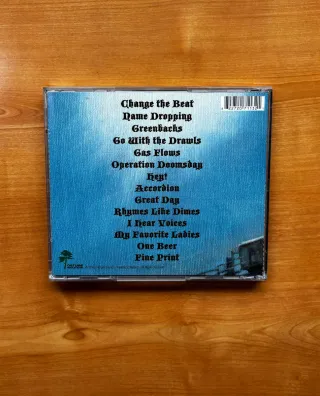 Change the Beat
Name Dropping
Greenbacks
Go With the Drawls
Gas Flows
Operation Doomsday
Hey!
Accordion
Great Day
Rhymes Like Dimes
I Hear Voices
My Favorite Ladies
One Beer
Fine Print